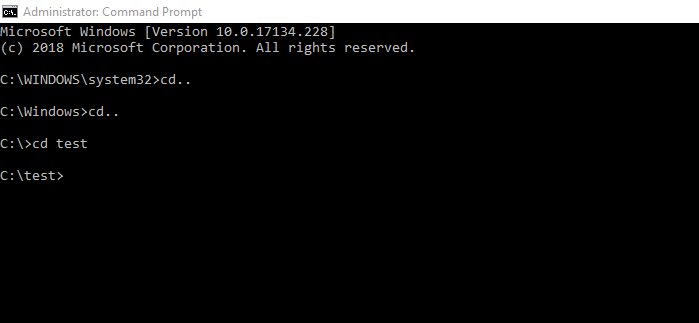 Administrator: Command Prompt
Microsoft Windows [Version 10.0.17134.228]
(c) 2018 Microsoft Corporation. All rights reserved.
C:\WINDOWS\system32>cd..
C:\Windows>cd..
C:\>cd test
C:\test>